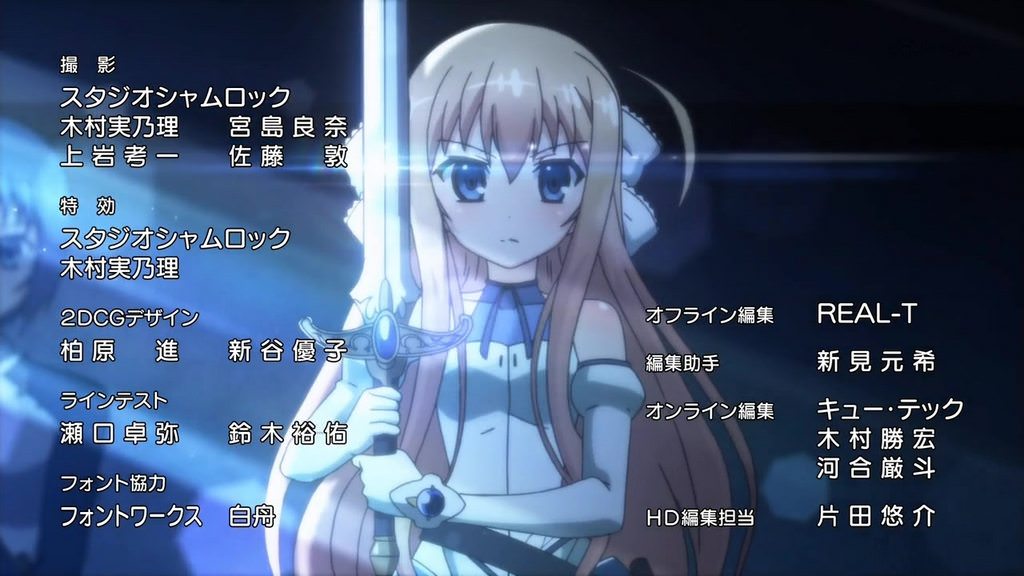 撮 影
スタジオシャムロック
木村実乃理 宮島良奈
上岩考一 佐藤 敦
特 効
スタジオシャムロック
木村実乃理
2DCGデザイン
柏原 進 新谷優子
ラインテスト
瀬口卓弥 鈴木裕佑
フォント協力
フォントワークス 白舟
オフライン編集 REAL-T
編集助手 新見元希
オンライン編集 キュー・テック
木村勝宏
河合厳斗
HD編集担当 片田悠介